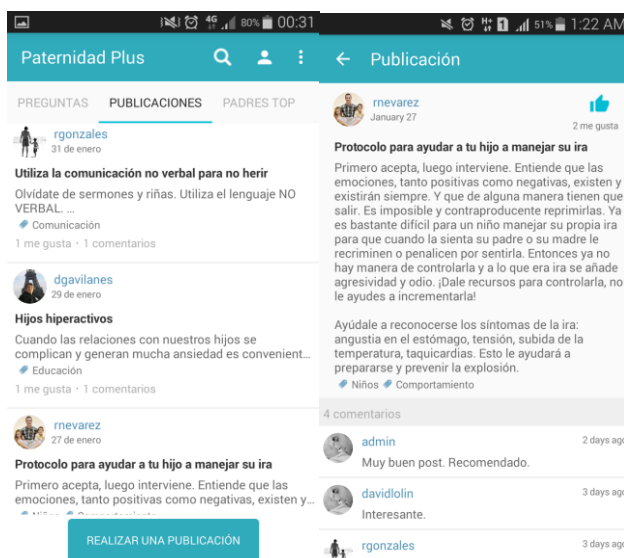 4G 80% 00:31
Paternidad Plus
PREGUNTAS PUBLICACIONES PADRES TOP
rgonzales
31 de enero
Utiliza la comunicación no verbal para no herir
Olvídate de sermones y riñas. Utiliza el lenguaje NO
VERBAL. ...
Comunicación
1 me gusta · 1 comentarios
dgavilanes
29 de enero
Hijos hiperactivos
Cuando las relaciones con nuestros hijos se
complican y generan mucha ansiedad es convenient...
Educación
1 me gusta · 1 comentarios
rnevarez
27 de enero
Protocolo para ayudar a tu hijo a manejar su ira
Primero acepta, luego interviene. Entiende que las
emociones, tanto positivas como negativas, existen y...
Niños Comportamiento
REALIZAR UNA PUBLICACIÓN
H+ 1 51% 1:22 AM
Publicación
rnevarez
January 27
2 me gusta
Protocolo para ayudar a tu hijo a manejar su ira
Primero acepta, luego interviene. Entiende que las
emociones, tanto positivas como negativas, existen y
existirán siempre. Y que de alguna manera tienen que
salir. Es imposible y contraproducente reprimirlas. Ya
es bastante difícil para un niño manejar su propia ira
para que cuando la sienta su padre o su madre le
recriminen o penalicen por sentirla. Entonces ya no
hay manera de controlarla y a lo que era ira se añade
agresividad y odio. ¡Dale recursos para controlarla, no
le ayudes a incrementarla!
Ayúdale a reconocerse los síntomas de la ira:
angustia en el estómago, tensión, subida de la
temperatura, taquicardias. Esto le ayudará a
prepararse y prevenir la explosión.
Niños Comportamiento
4 comentarios
admin 2 days ago
Muy buen post. Recomendado.
davidlolin 3 days ago
Interesante.
rgonzales 3 days ago